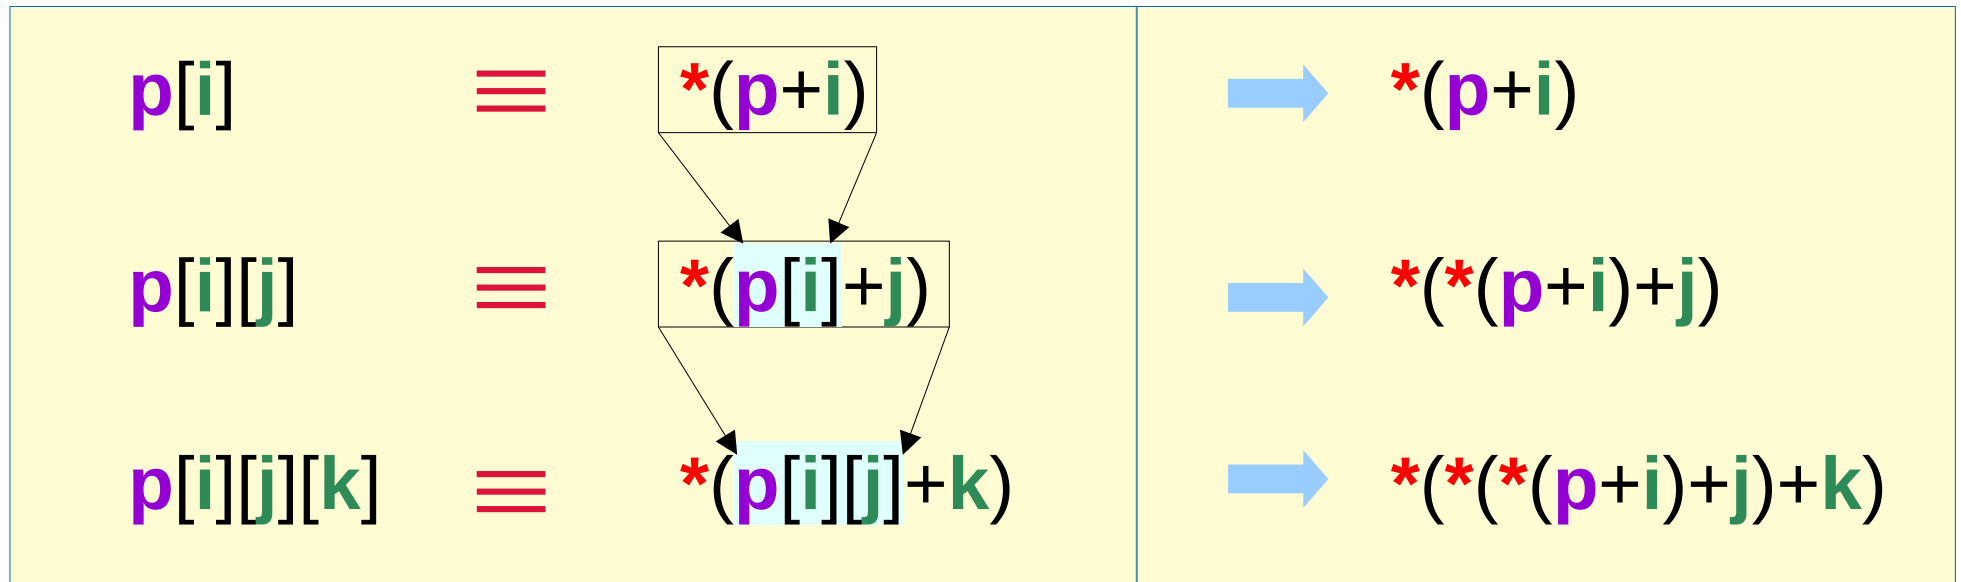 p[i] ≡ *(p+i) *(p+i)
p[i][j] ≡ *(p[i]+j) *(*(p+i)+j)
p[i][j][k] ≡ *(p[i][j]+k) *(*(*(p+i)+j)+k)